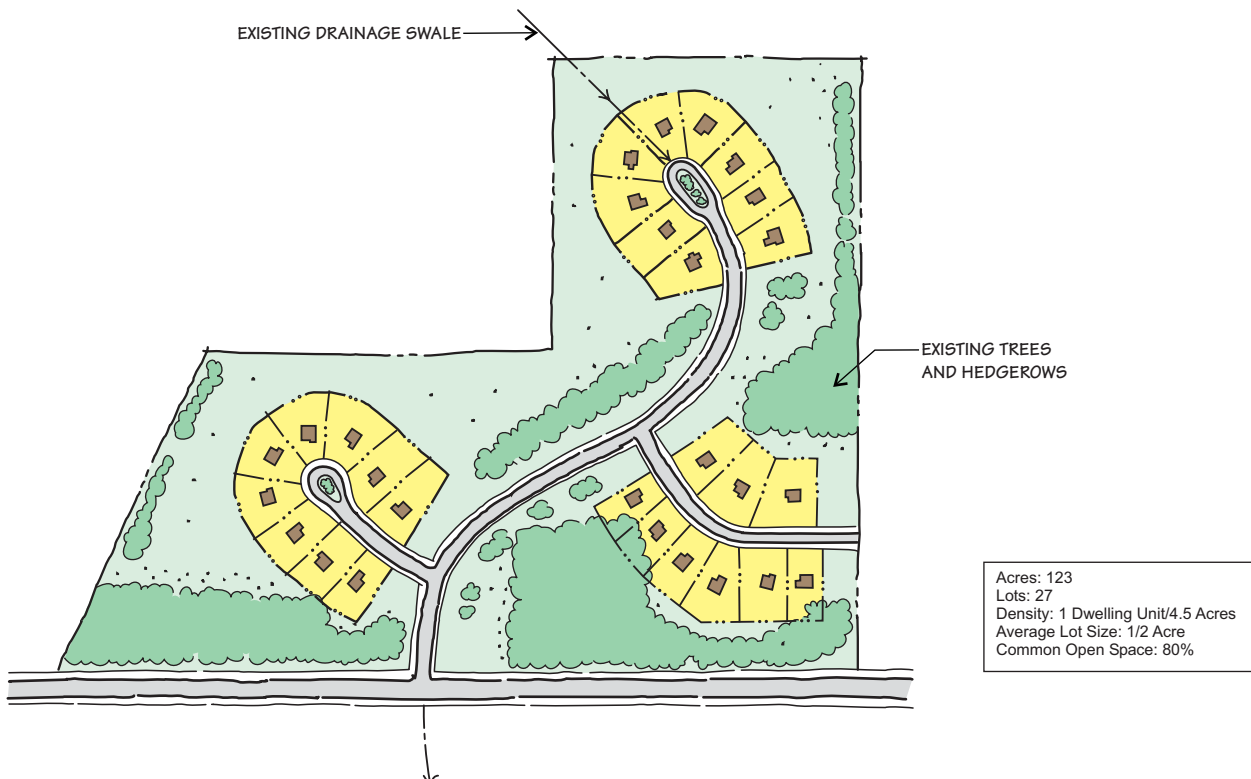 EXISTING DRAINAGE SWALE
EXISTING TREES
AND HEDGEROWS
Acres: 123
Lots: 27
Density: 1 Dwelling Unit/4.5 Acres
Average Lot Size: 1/2 Acre
Common Open Space: 80%